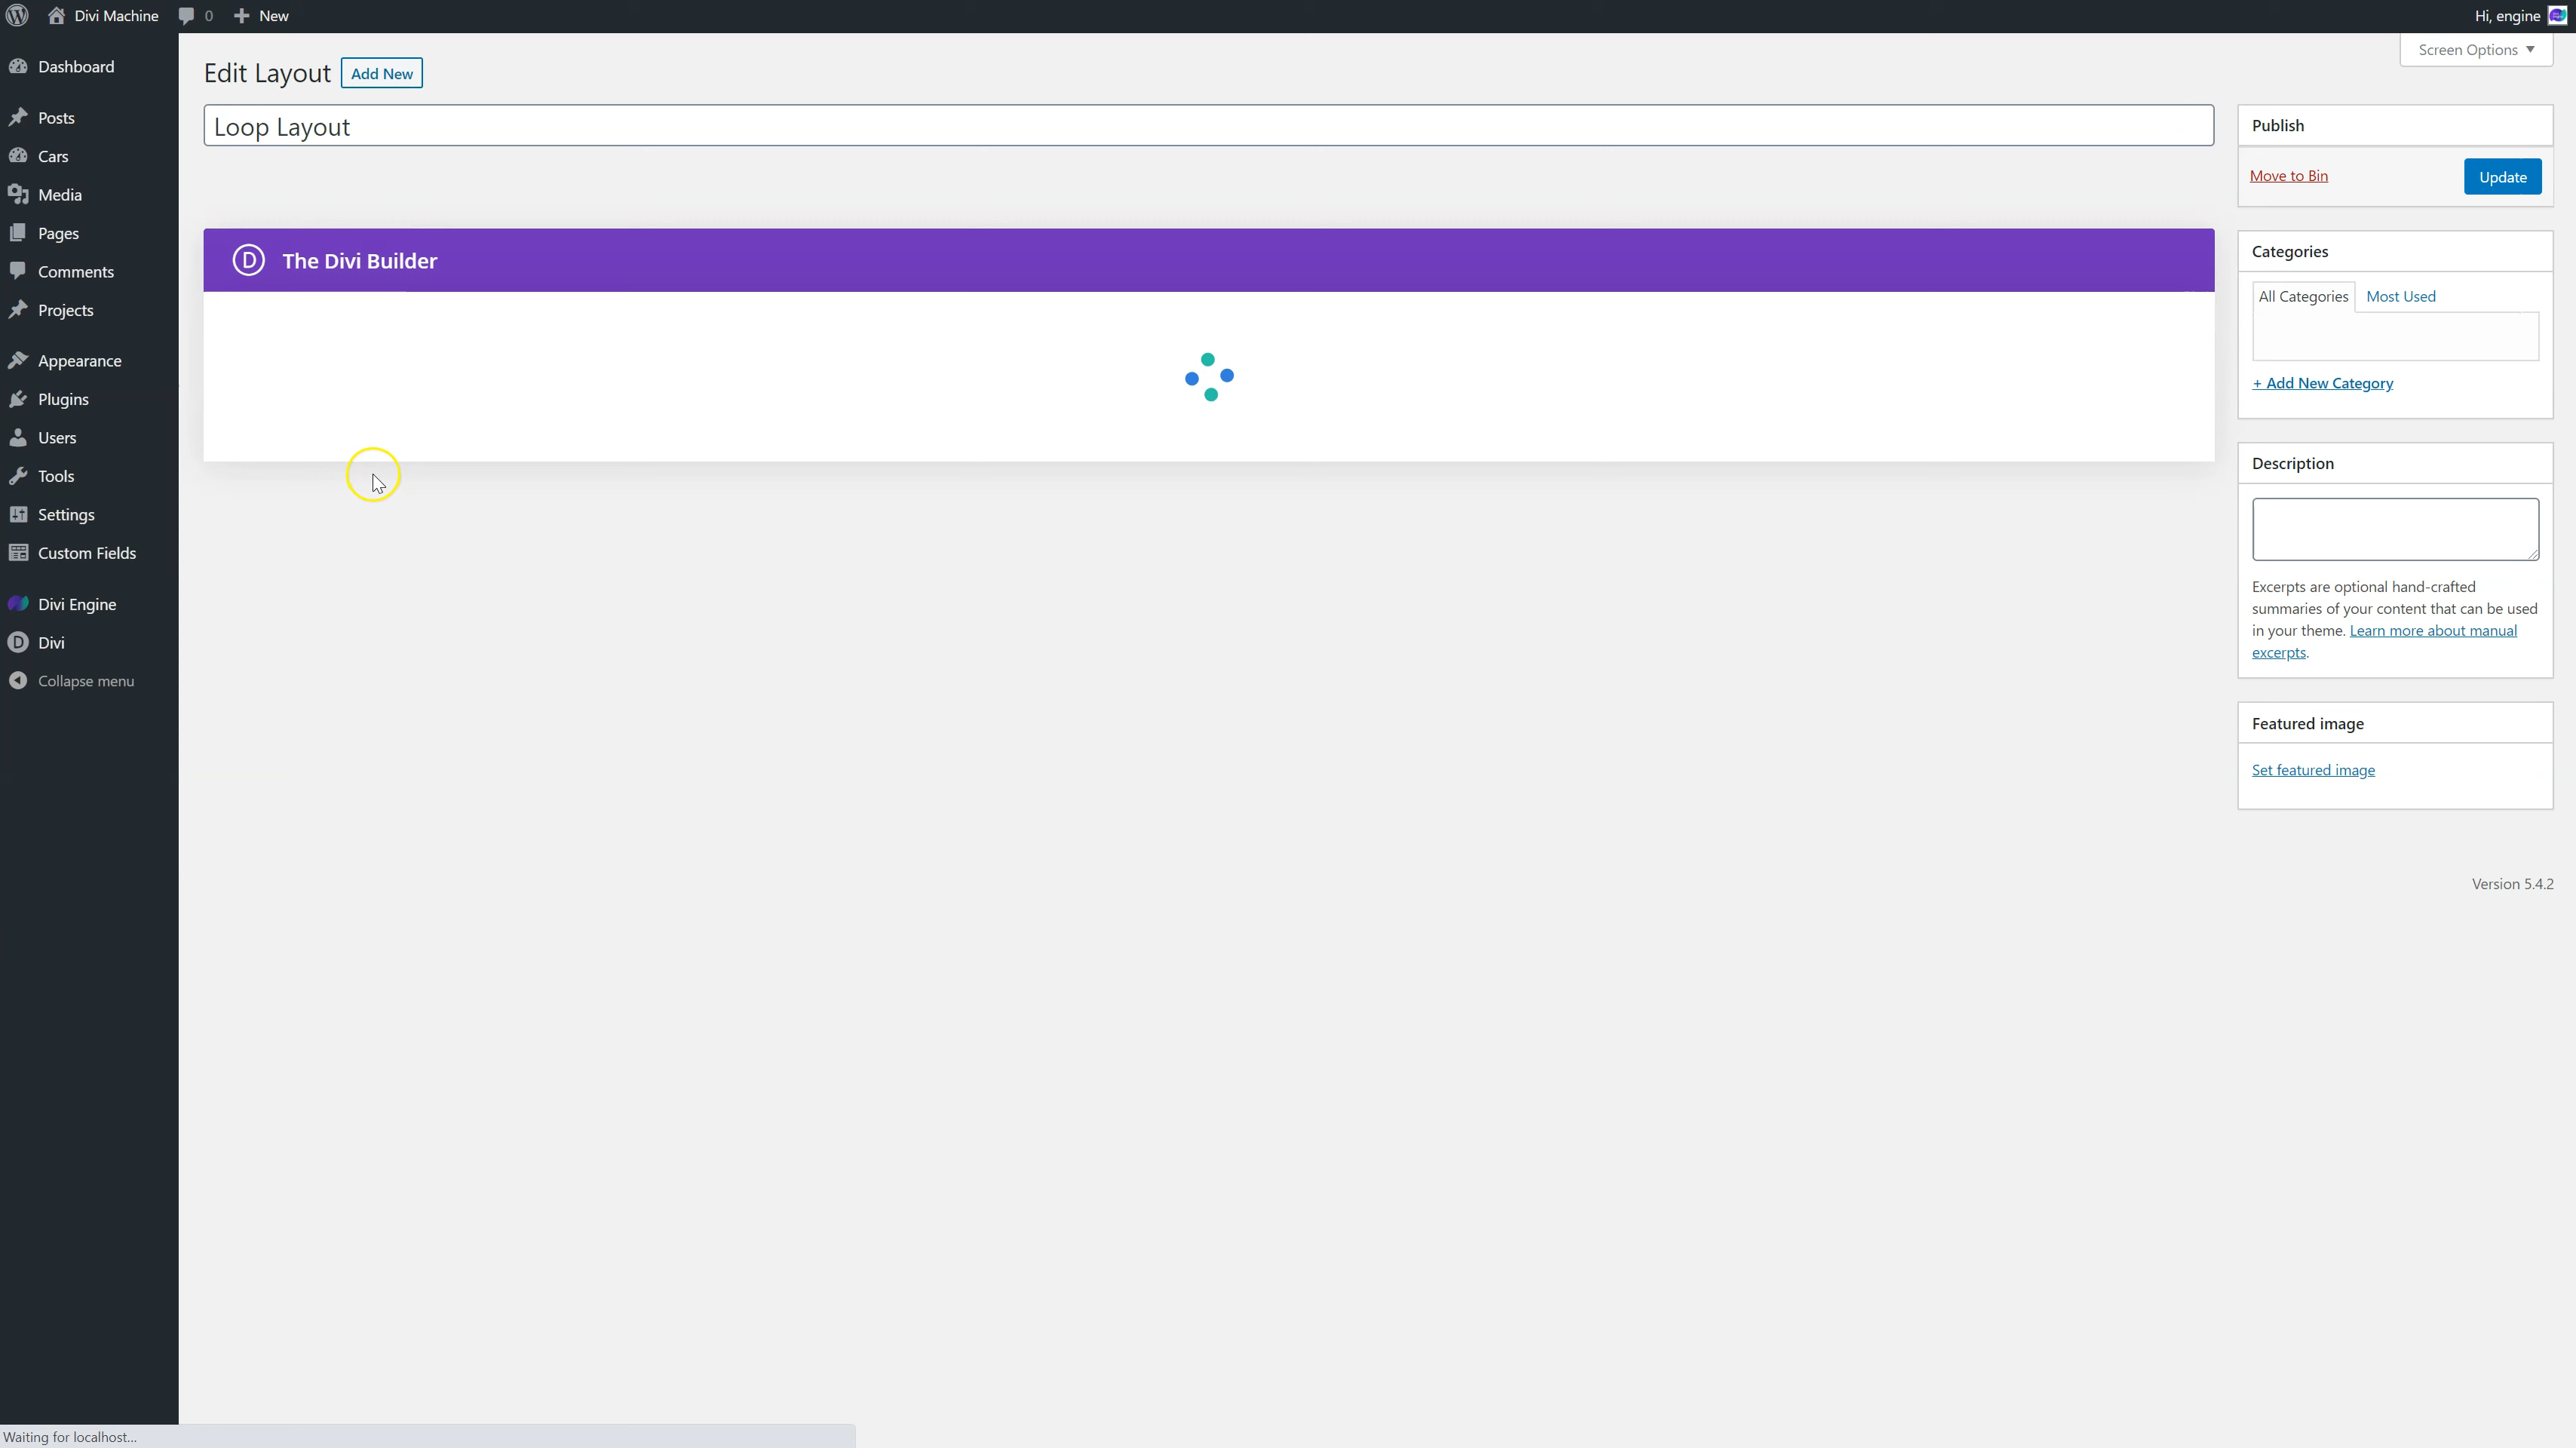 Divi Machine
0
New
Hi, engine
Dashboard
Posts
Cars
Media
Pages
Comments
Projects
Appearance
Plugins
Users
Tools
Settings
Custom Fields
Divi Engine
D
Divi
Collapse menu
Screen Options
Edit Layout
Add New
Loop Layout
D
The Divi Builder
Publish
Move to Bin
Update
Categories
All Categories
Most Used
+ Add New Category
Description
Excerpts are optional hand-crafted
summaries of your content that can be used
in your theme. Learn more about manual
excerpts.
Featured image
Set featured image
Version 5.4.2
Waiting for localhost...